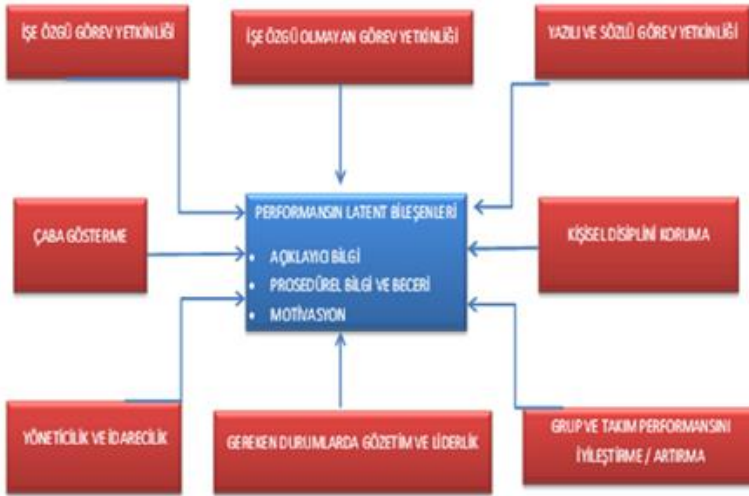 İŞE ÖZGÜ GÖREV YETKİNLİĞİ
İŞE ÖZGÜ OLMAYAN GÖREV YETKİNLİĞİ
YAZILI VE SÖZLÜ GÖREV YETKİNLİĞİ
ÇABA GÖSTERME
PERFORMANSIN LATENT BİLEŞENLERİ
• AÇIKLAYICI BİLGİ
• PROSEDÜREL BİLGİ VE BECERİ
• MOTİVASYON
KİŞİSEL DİSİPLİNİ KORUMA
YÖNETİCİLİK VE İDARECİLİK
GEREKEN DURUMLARDA GÖZETİM VE LİDERLİK
GRUP VE TAKIM PERFORMANSINI
İYİLEŞTİRME / ARTIRMA